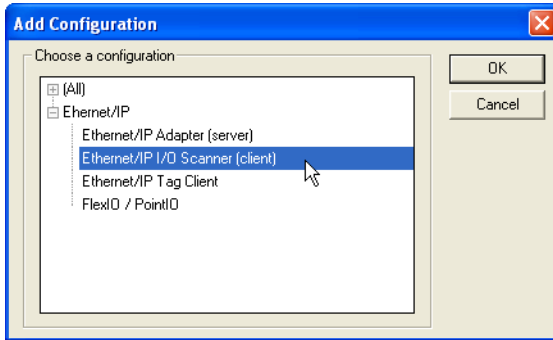 Add Configuration
Choose a configuration
OK
Cancel
(All)
Ehernet/IP
Ethernet/IP Adapter (server)
Ethernet/IP I/O Scanner (client)
Ethernet/IP Tag Client
FlexIO / PointIO